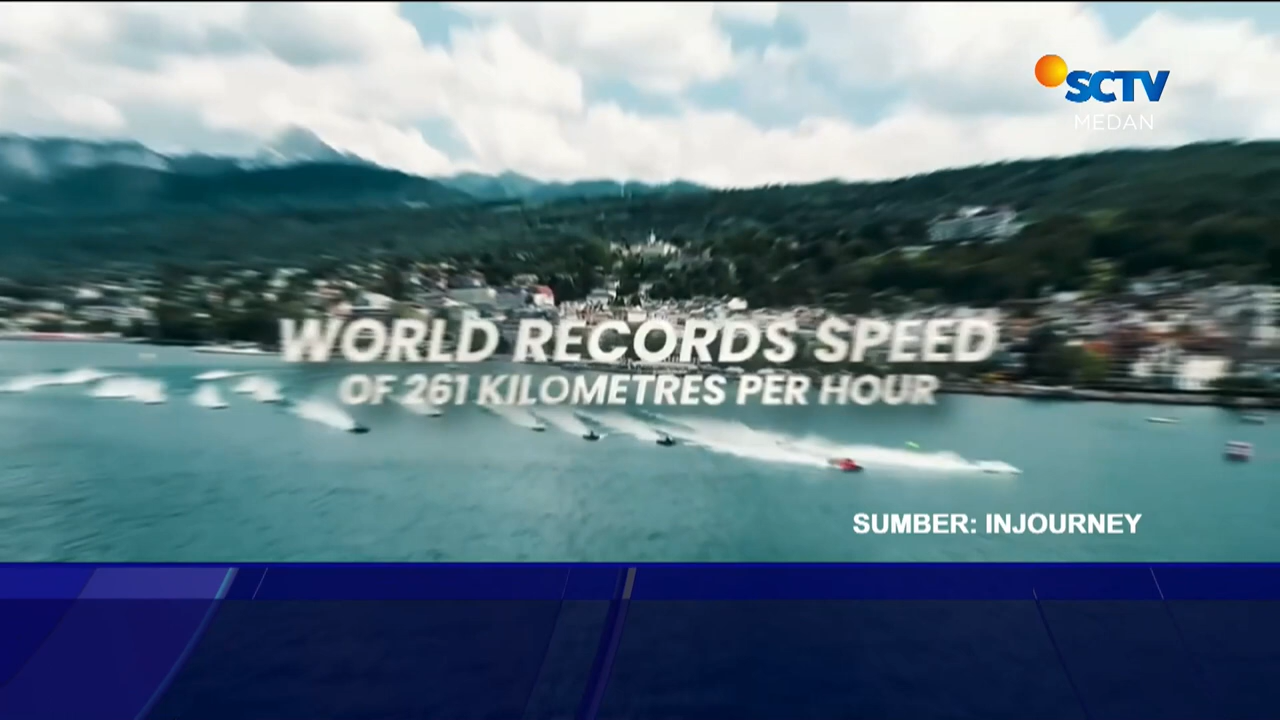 SCTV
MEDAN
WORLD RECORDS SPEED
OF 261 KILOMETRES PER HOUR
SUMBER: INJOURNEY